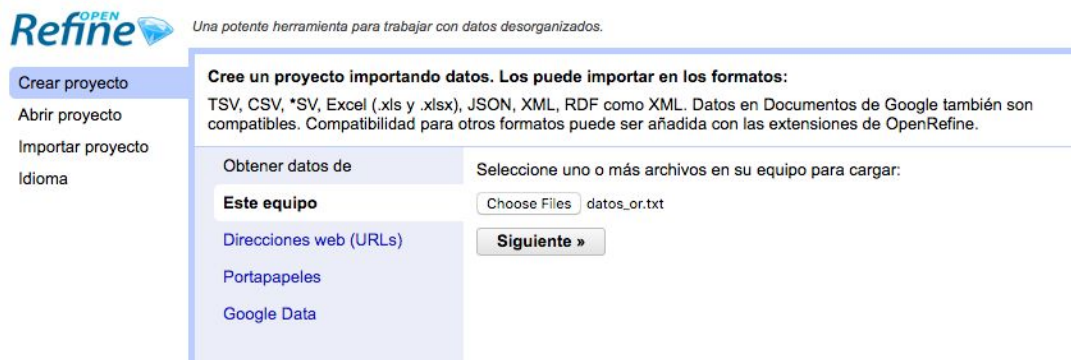 OPEN
Refine
Una potente herramienta para trabajar con datos desorganizados.
Crear proyecto
Abrir proyecto
Importar proyecto
Idioma
Cree un proyecto importando datos. Los puede importar en los formatos:
TSV, CSV, *SV, Excel (.xls y .xlsx), JSON, XML, RDF como XML. Datos en Documentos de Google también son
compatibles. Compatibilidad para otros formatos puede ser añadida con las extensiones de OpenRefine.
Obtener datos de
Este equipo
Direcciones web (URLs)
Portapapeles
Google Data
Seleccione uno o más archivos en su equipo para cargar:
Choose Files datos_or.txt
Siguiente »